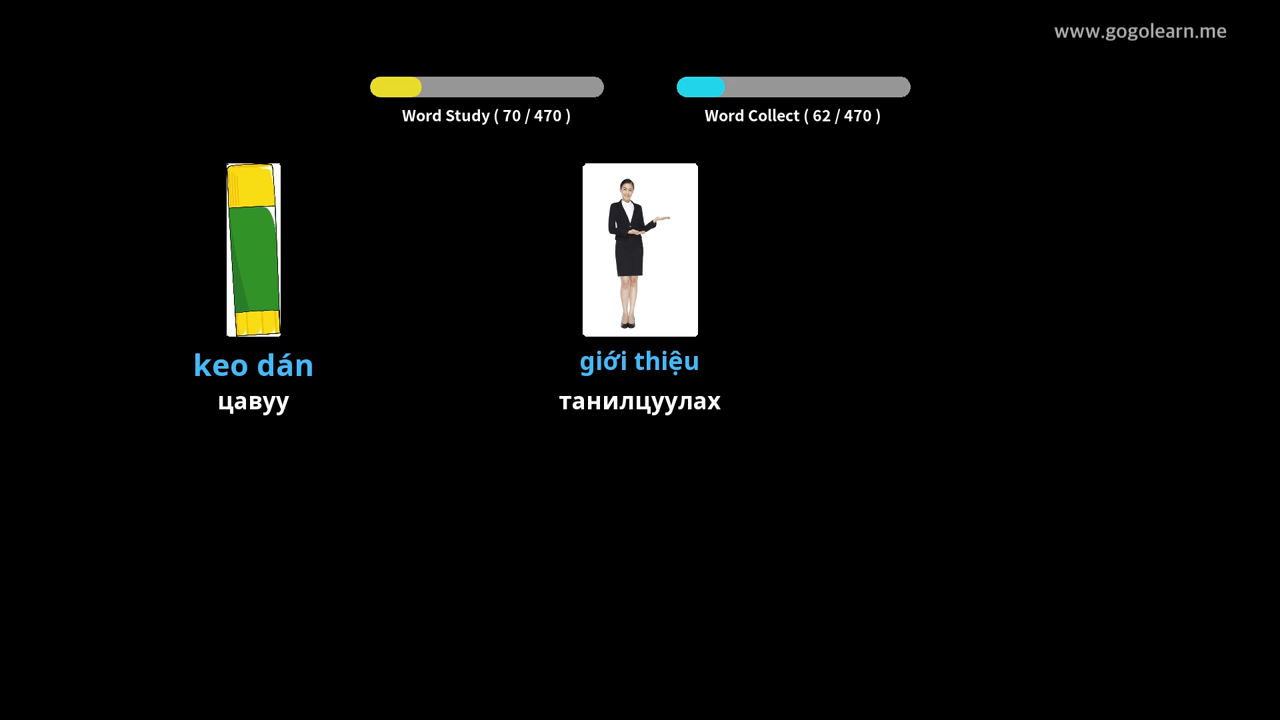 www.gogolearn.me
Word Study ( 70 / 470 )
Word Collect ( 62 / 470 )
keo dán
цавуу
giới thiệu
танилцуулах